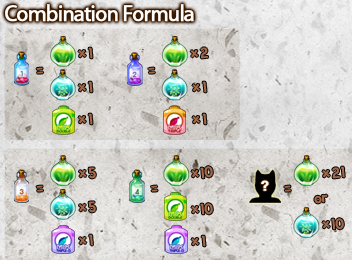 Combination Formula
1 = ×1 2 = ×2
×1 ×1
×1 ×1
3 = ×5 4 = ×10 ? = ×21
or
×5 ×10 ×10
×1 ×1